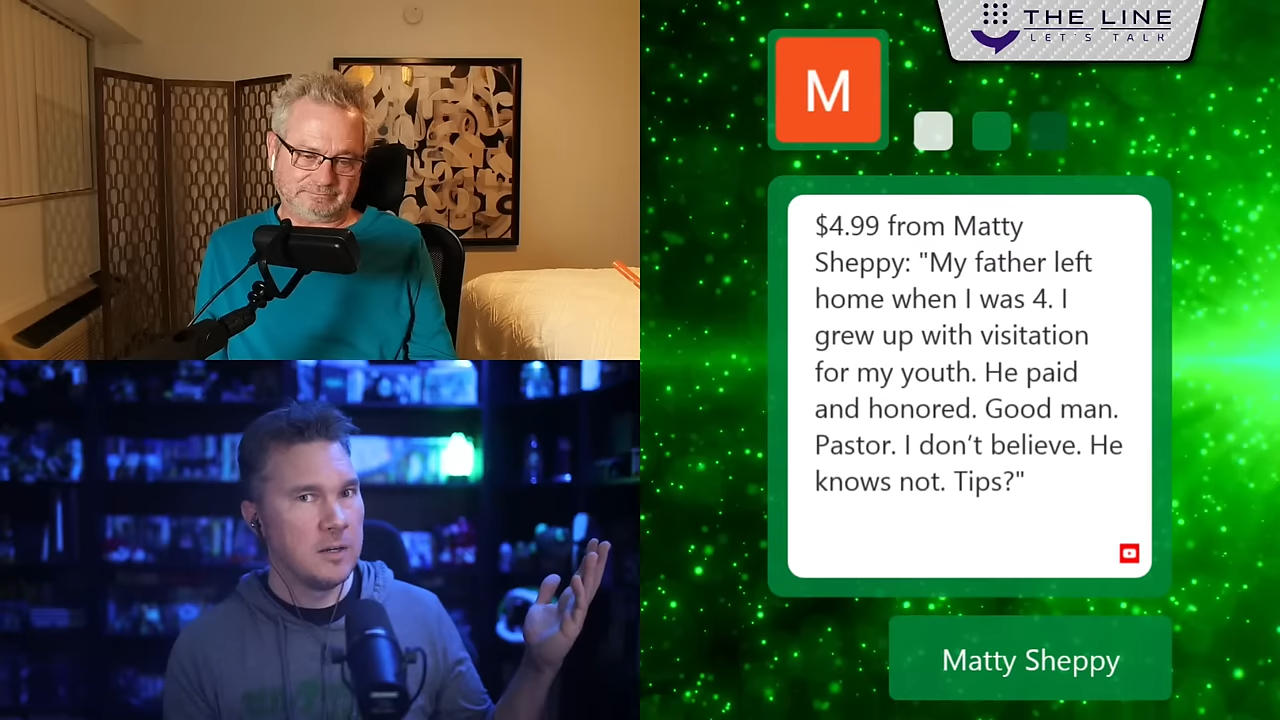 THE LINE
LET'S TALK
M
$4.99 from Matty
Sheppy: "My father left
home when I was 4. I
grew up with visitation
for my youth. He paid
and honored. Good man.
Pastor. I don’t believe. He
knows not. Tips?"
Matty Sheppy